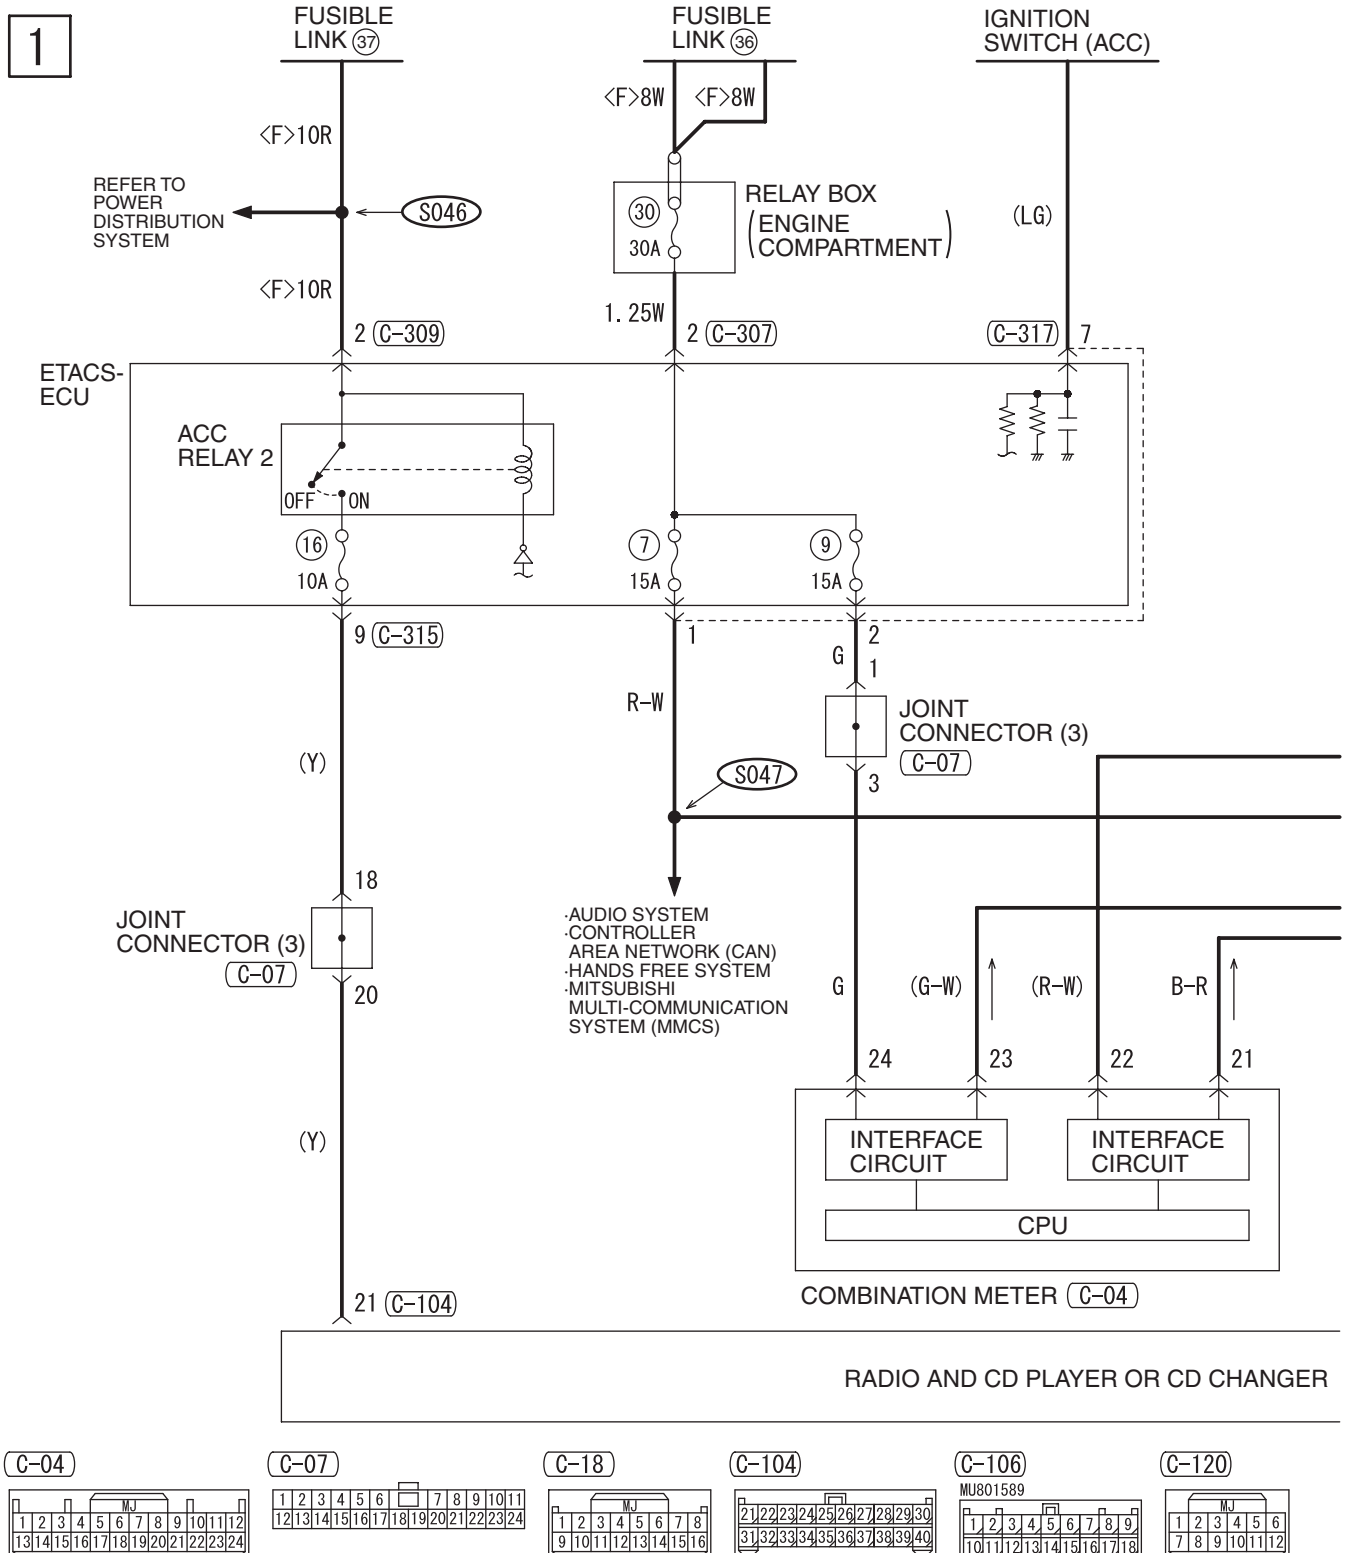 1
FUSIBLE
LINK 37
FUSIBLE
LINK 36
IGNITION
SWITCH (ACC)
<F>8W
<F>8W
<F>10R
REFER TO
POWER
DISTRIBUTION
SYSTEM
S046
30
30A
RELAY BOX
(ENGINE
COMPARTMENT)
(LG)
<F>10R
1. 25W
2 C-309
2 C-307
C-317 7
ETACS-
ECU
ACC
RELAY 2
OFF ON
16
10A
7
15A
9
15A
9 C-315
1
2
G
1
R-W
JOINT
CONNECTOR (3)
C-07
(Y)
S047
3
18
JOINT
CONNECTOR (3)
C-07
20
·AUDIO SYSTEM
·CONTROLLER
AREA NETWORK (CAN)
·HANDS FREE SYSTEM
·MITSUBISHI
MULTI-COMMUNICATION
SYSTEM (MMCS)
G
(G-W)
(R-W)
B-R
24
23
22
21
(Y)
INTERFACE
CIRCUIT
INTERFACE
CIRCUIT
CPU
COMBINATION METER C-04
21 C-104
RADIO AND CD PLAYER OR CD CHANGER
C-04
MJ
1 2 3 4 5 6 7 8 9 10 11 12
13 14 15 16 17 18 19 20 21 22 23 24
C-07
1 2 3 4 5 6 7 8 9 10 11
12 13 14 15 16 17 18 19 20 21 22 23 24
C-18
MJ
1 2 3 4 5 6 7 8
9 10 11 12 13 14 15 16
C-104
21 22 23 24 25 26 27 28 29 30
31 32 33 34 35 36 37 38 39 40
C-106
MU801589
1 2 3 4 5 6 7 8 9
10 11 12 13 14 15 16 17 18
C-120
MJ
1 2 3 4 5 6
7 8 9 10 11 12